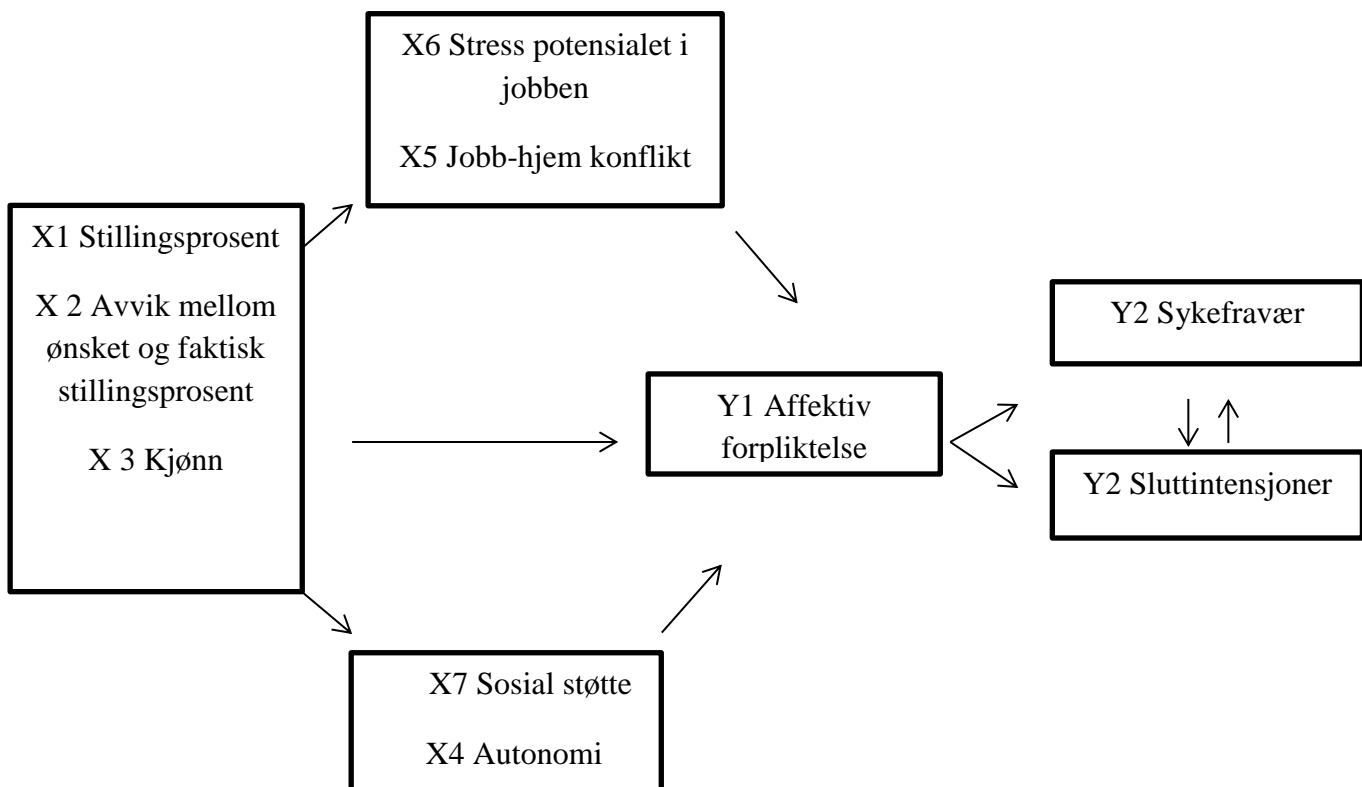 X6 Stress potensialet i
jobben
X5 Jobb-hjem konflikt
X1 Stillingsprosent
X 2 Avvik mellom
ønsket og faktisk
stillingsprosent
X 3 Kjønn
Y2 Sykefravær
Y1 Affektiv
forpliktelse
Y2 Sluttintensjoner
X7 Sosial støtte
X4 Autonomi